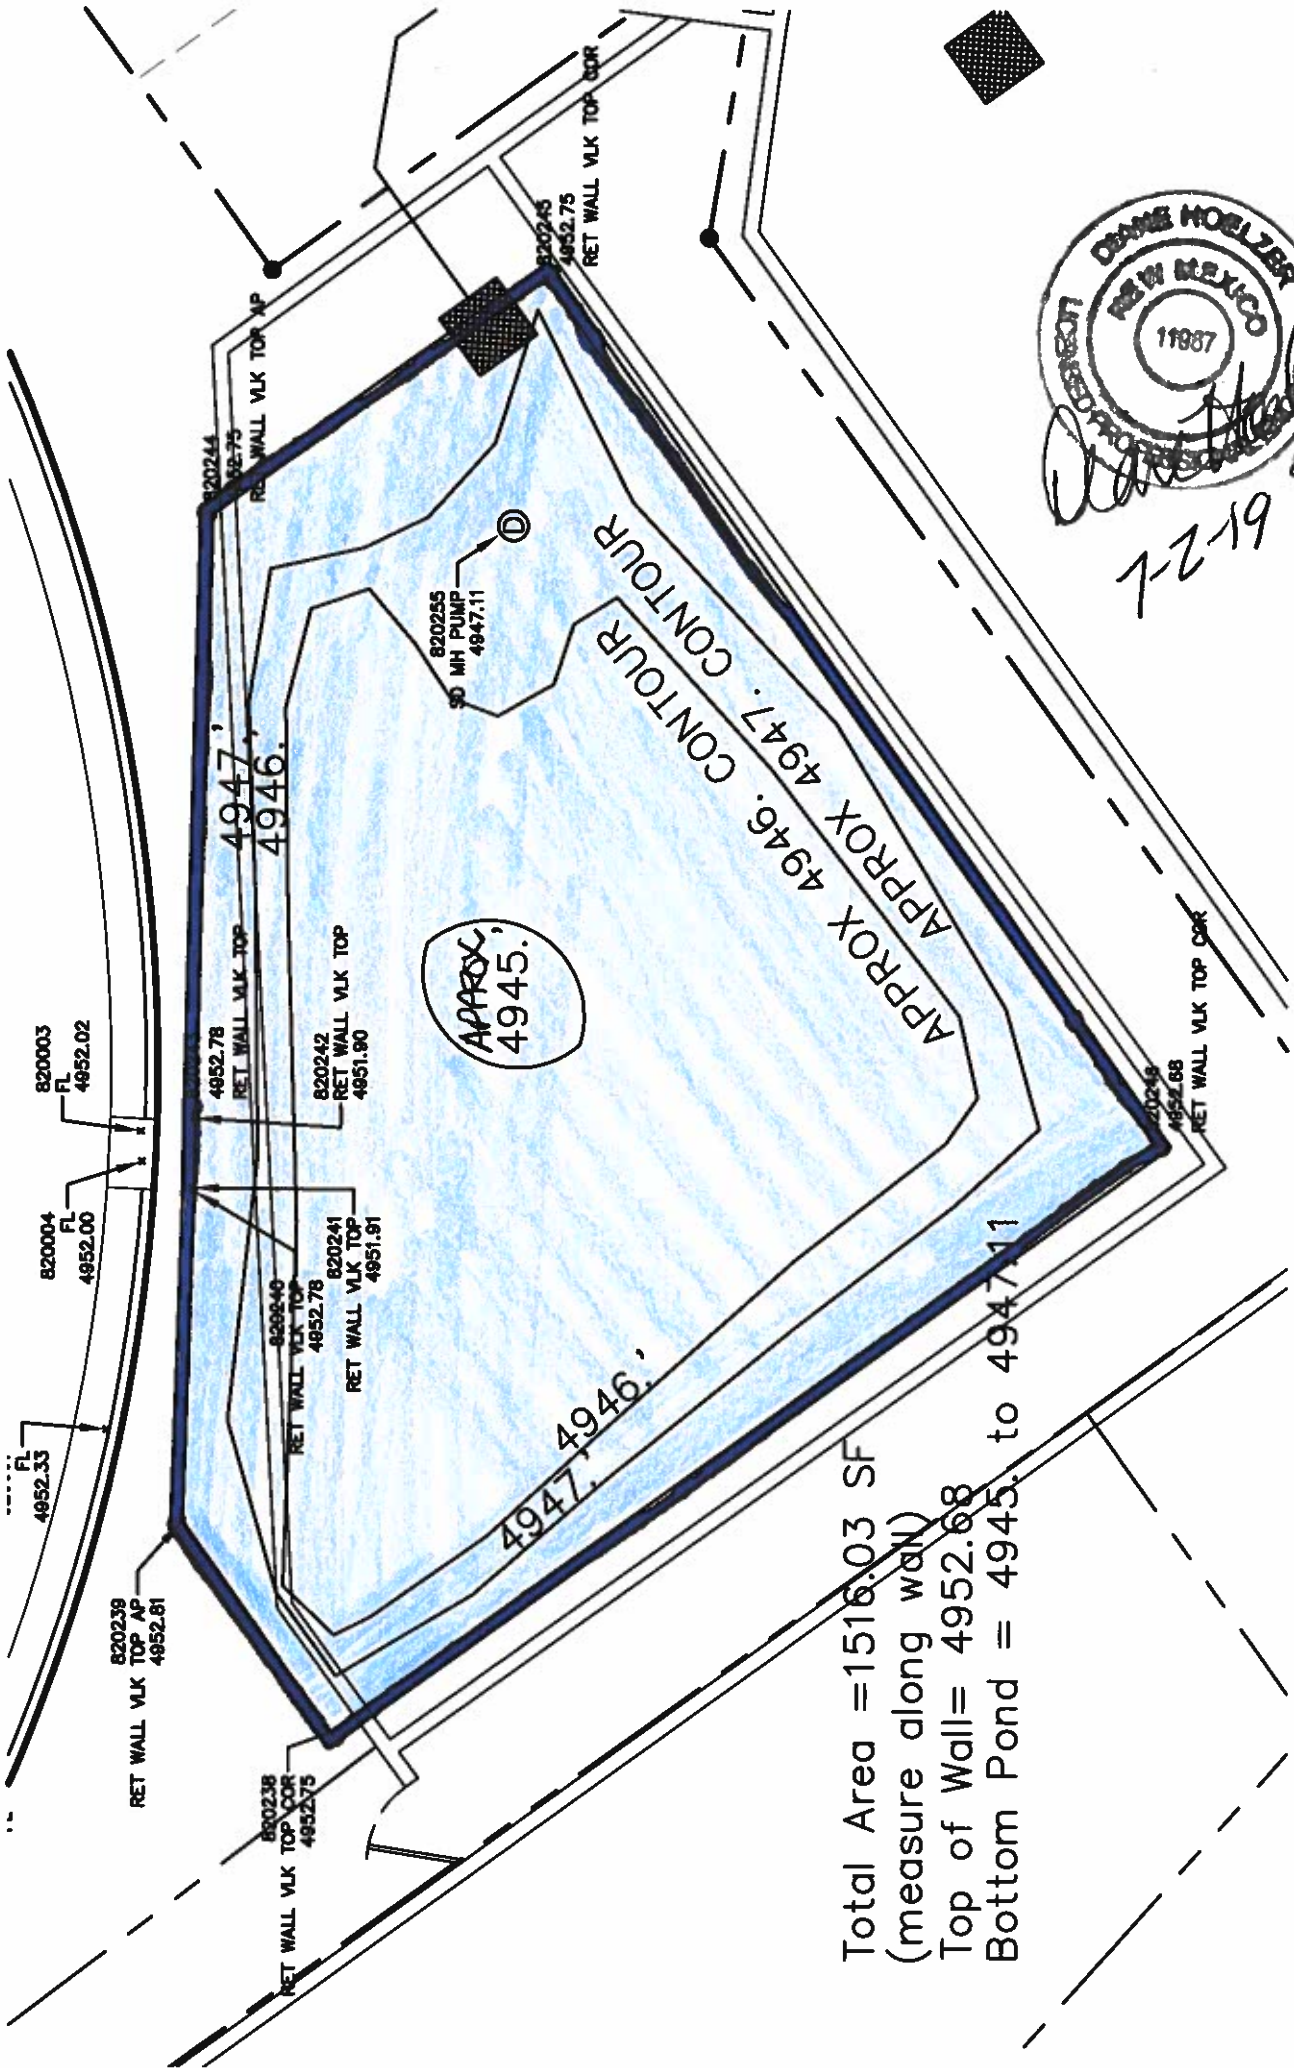 820003
FL
4952.02
820004
FL
4952.00
FL
4952.33
820239
RET WALL VLK TOP AP
4952.81
820238
RET WALL VLK TOP COR
4952.75
4952.78
RET WALL VLK TOP
820242
RET WALL VLK TOP
4951.90
820240
RET WALL VLK TOP
4952.78
820241
RET WALL VLK TOP
4951.91
820244
4952.75
RET WALL VLK TOP AP
820245
4952.75
RET WALL VLK TOP COR
820255
SD MH PUMP
4947.11
D
4947.'
4946.'
APPROX,
4945.'
APPROX 4946. CONTOUR
APPROX 4947. CONTOUR
4947.'
4946.'
4952.68
RET WALL VLK TOP COR
Total Area =1516.03 SF
(measure along wall)
Top of Wall= 4952.68
Bottom Pond = 4945. to 4947.11
DIANE HOELZER
NEW MEXICO
11987